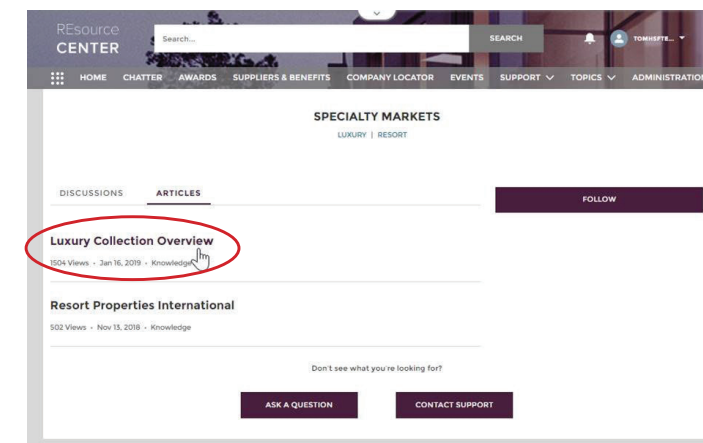 REsource
CENTER
Search...
SEARCH
TOMHSFTE...
HOME CHATTER AWARDS SUPPLIERS & BENEFITS COMPANY LOCATOR EVENTS SUPPORT TOPICS ADMINISTRATION
SPECIALTY MARKETS
LUXURY | RESORT
DISCUSSIONS ARTICLES
FOLLOW
Luxury Collection Overview
1504 Views • Jan 16, 2019 • Knowledge
Resort Properties International
502 Views • Nov 13, 2018 • Knowledge
Don't see what you're looking for?
ASK A QUESTION CONTACT SUPPORT